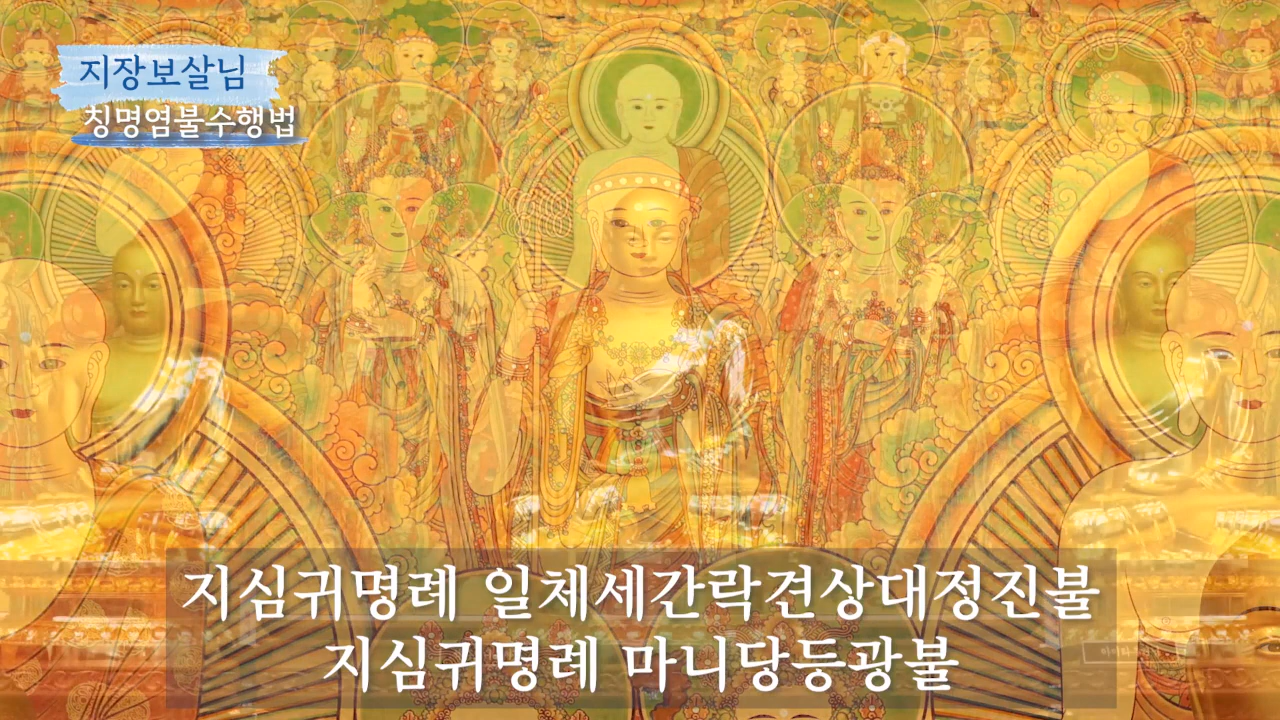 지장보살님
칭명염불수행법
지심귀명례 일체세간락견상대정진불
지심귀명례 마니당등광불